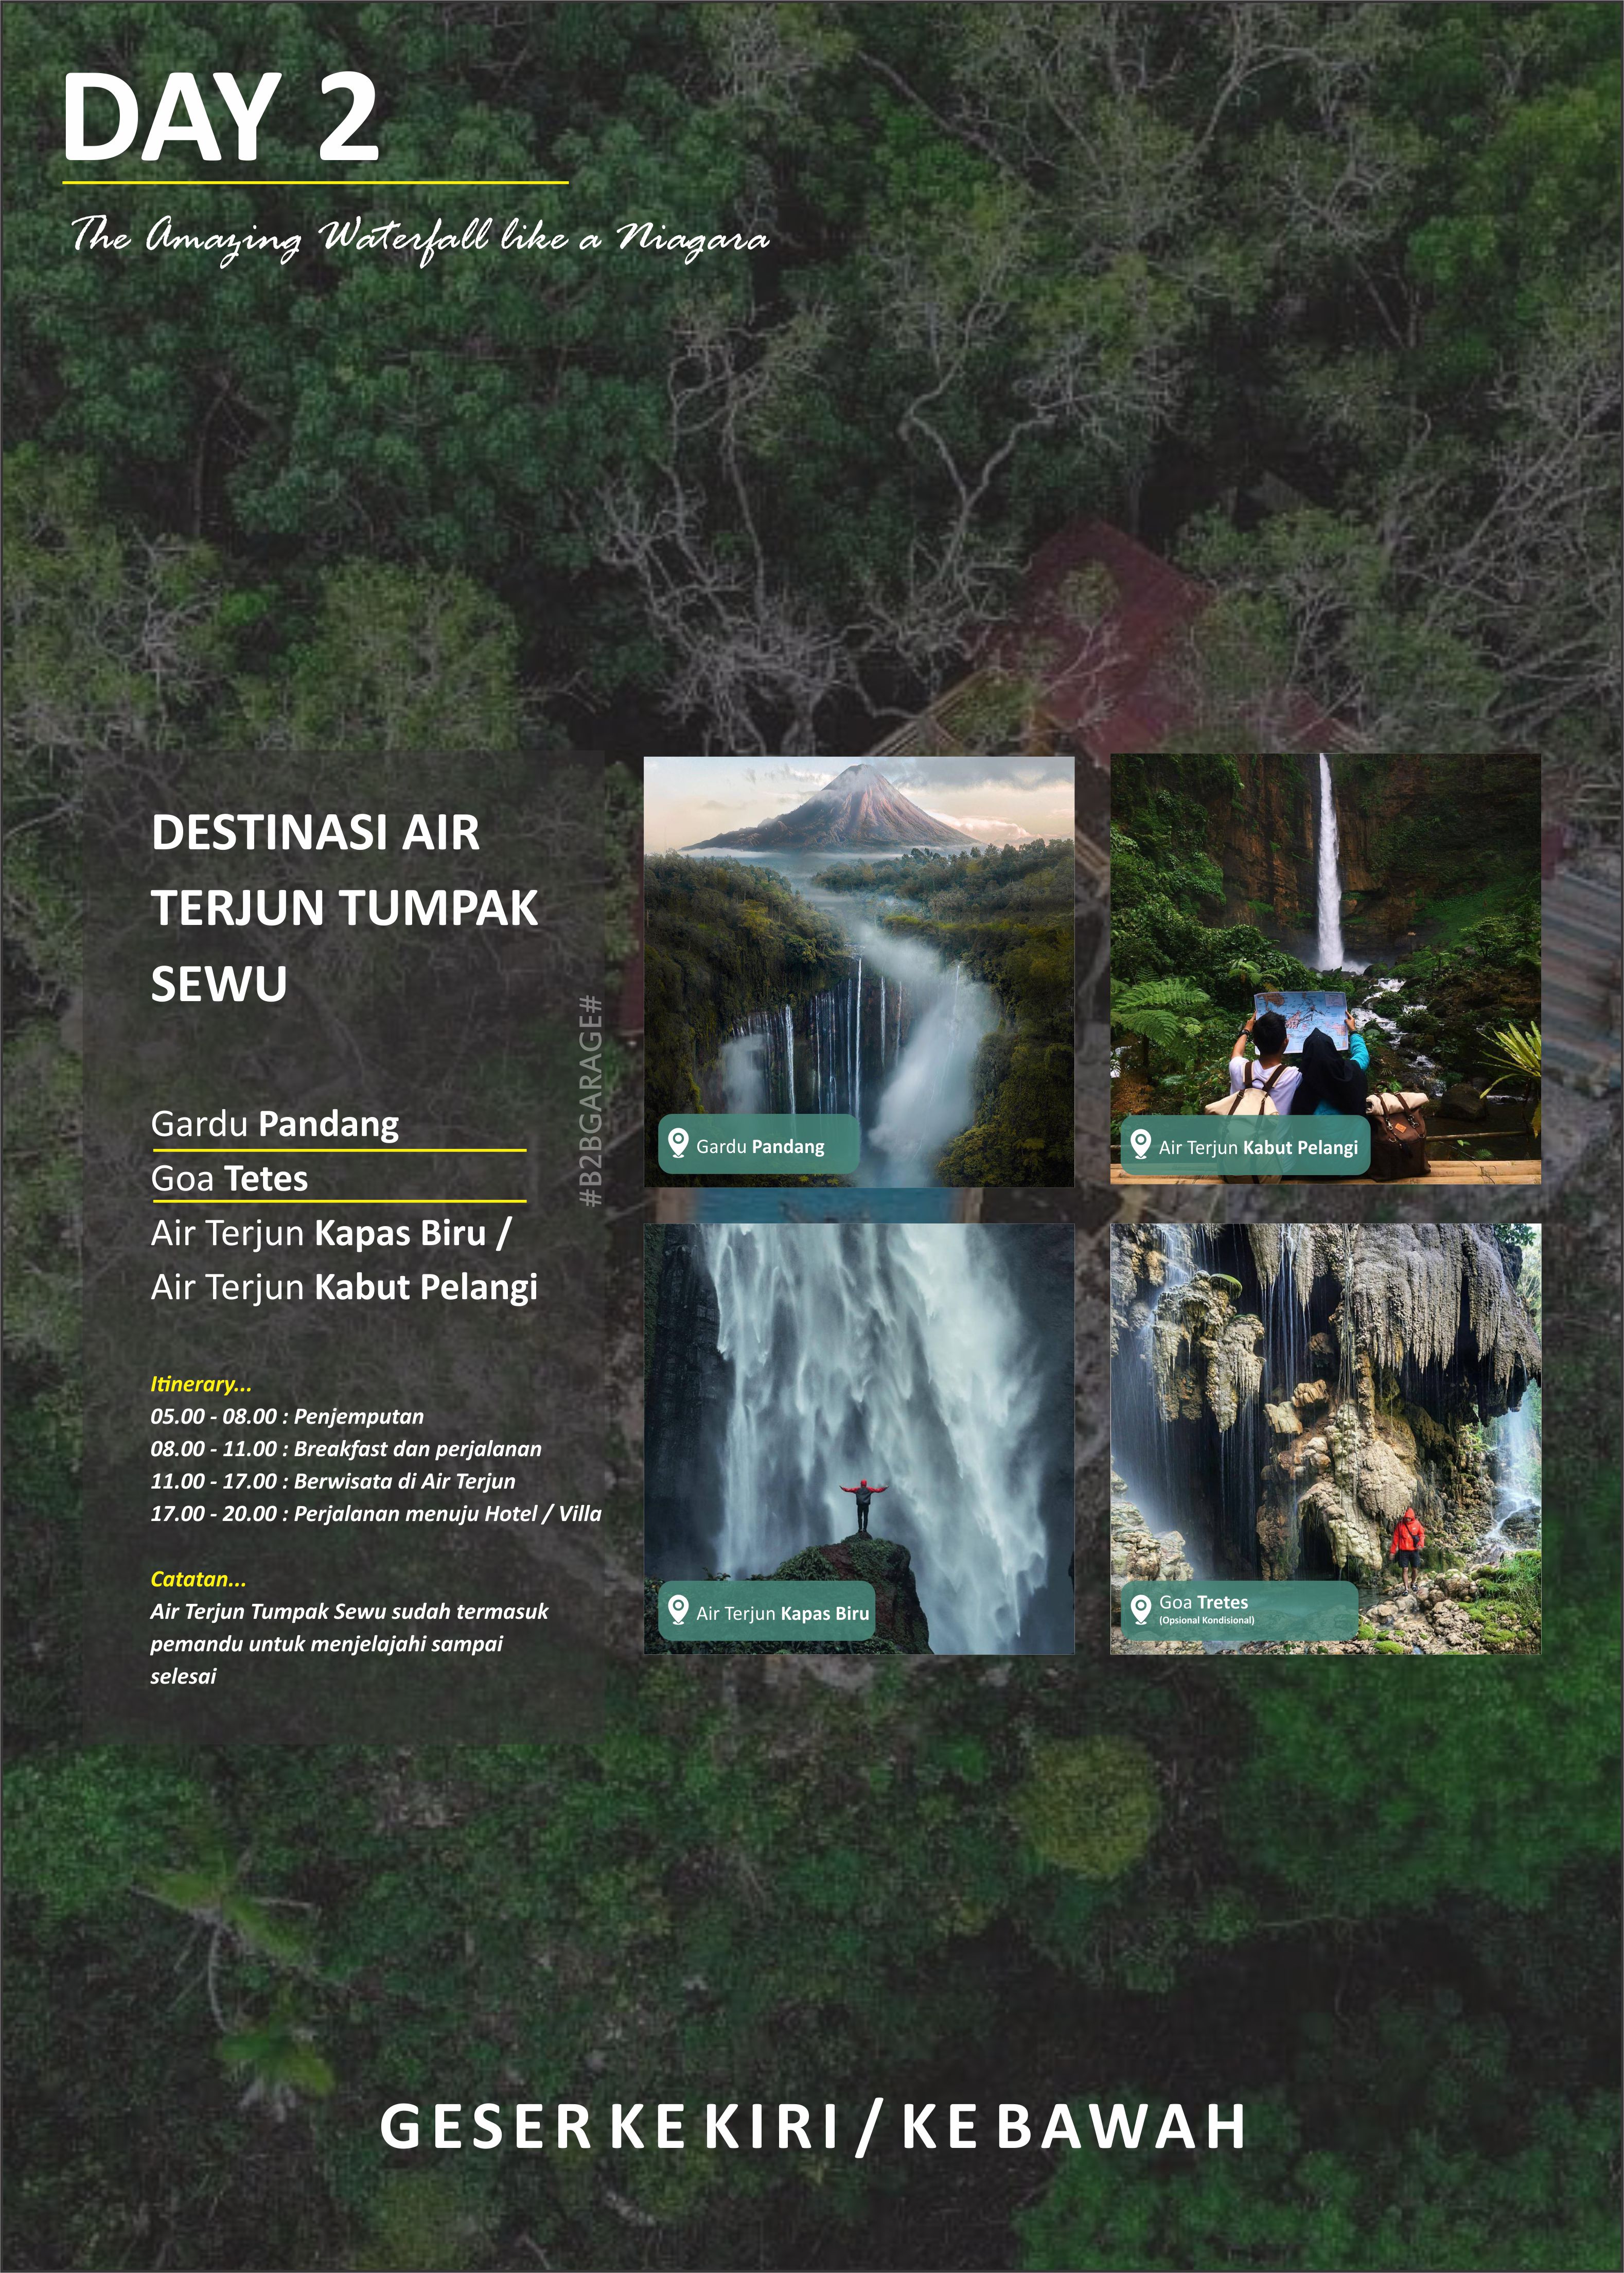 DAY 2
The Amazing Waterfall like a Niagara
DESTINASI AIR
TERJUN TUMPAK
SEWU
Gardu Pandang
Goa Tetes
Air Terjun Kapas Biru /
Air Terjun Kabut Pelangi
Itinerary...
05.00 - 08.00 : Penjemputan
08.00 - 11.00 : Breakfast dan perjalanan
11.00 - 17.00 : Berwisata di Air Terjun
17.00 - 20.00 : Perjalanan menuju Hotel / Villa
Catatan...
Air Terjun Tumpak Sewu sudah termasuk
pemandu untuk menjelajahi sampai
selesai
#B2BGARAGE#
Gardu Pandang
Air Terjun Kabut Pelangi
Air Terjun Kapas Biru
Goa Tretes
(Opsional Kondisional)
GESER KE KIRI / KE BAWAH